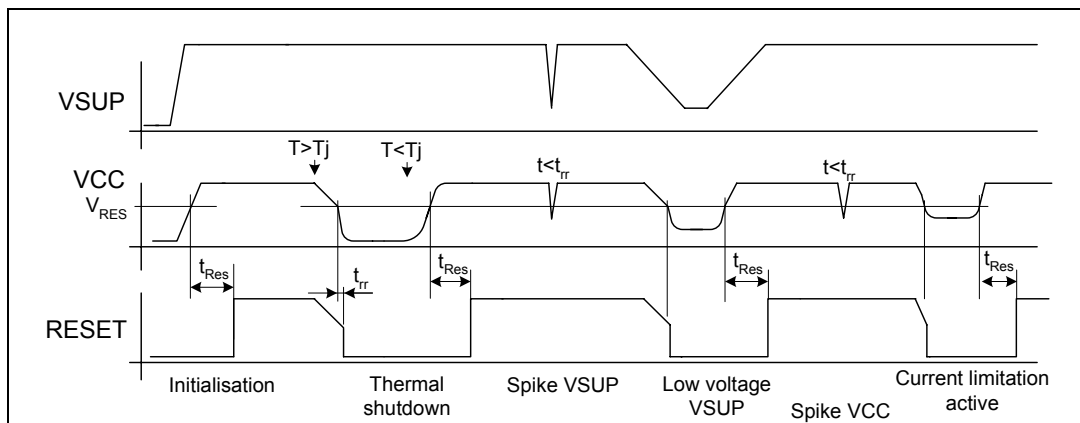 VSUP
T>Tj
T<Tj
t<trr
t<trr
VCC
VRES
tRes
trr
tRes
tRes
tRes
RESET
Initialisation
Thermal
shutdown
Spike VSUP
Low voltage
VSUP
Spike VCC
Current limitation
active